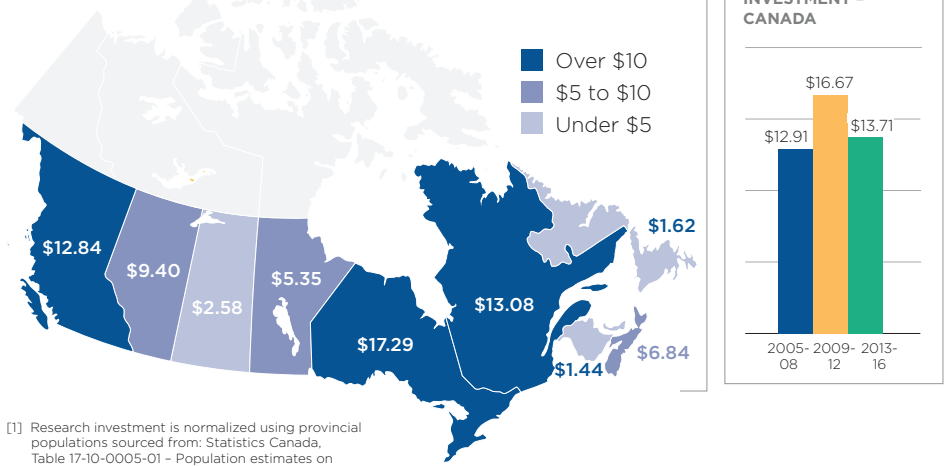 Over $10
$5 to $10
Under $5
$12.84
$9.40
$2.58
$5.35
$17.29
$13.08
$1.62
$6.84
$1.44
[1] Research investment is normalized using provincial
populations sourced from: Statistics Canada,
Table 17-10-0005-01 – Population estimates on
INVESTMENT –
CANADA
$16.67
$12.91
$13.71
2005- 2009- 2013-
08 12 16